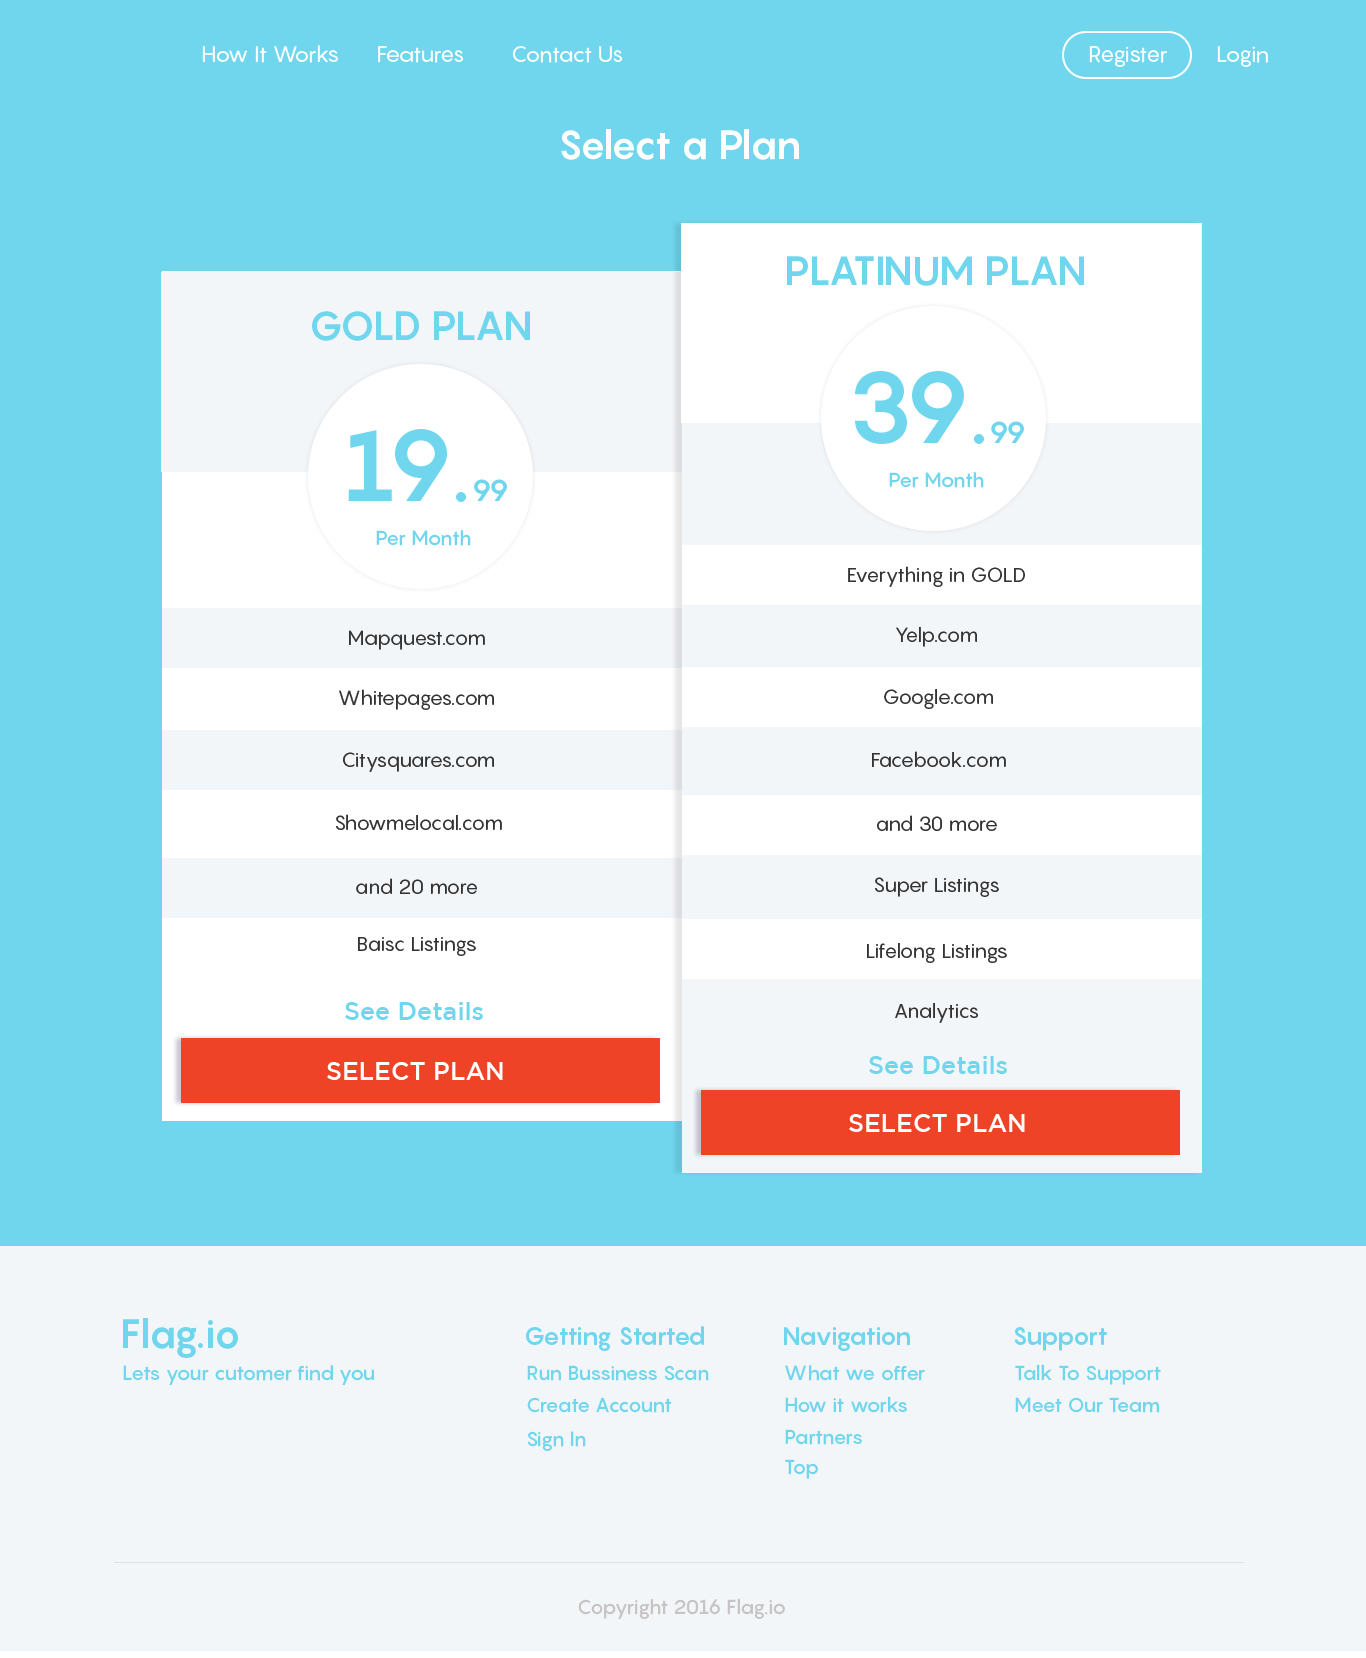 How It Works Features Contact Us Register Login
Select a Plan
GOLD PLAN
19.99
Per Month
Mapquest.com
Whitepages.com
Citysquares.com
Showmelocal.com
and 20 more
Baisc Listings
See Details
SELECT PLAN
PLATINUM PLAN
39.99
Per Month
Everything in GOLD
Yelp.com
Google.com
Facebook.com
and 30 more
Super Listings
Lifelong Listings
Analytics
See Details
SELECT PLAN
Flag.io
Lets your cutomer find you
Getting Started
Run Bussiness Scan
Create Account
Sign In
Navigation
What we offer
How it works
Partners
Top
Support
Talk To Support
Meet Our Team
Copyright 2016 Flag.io